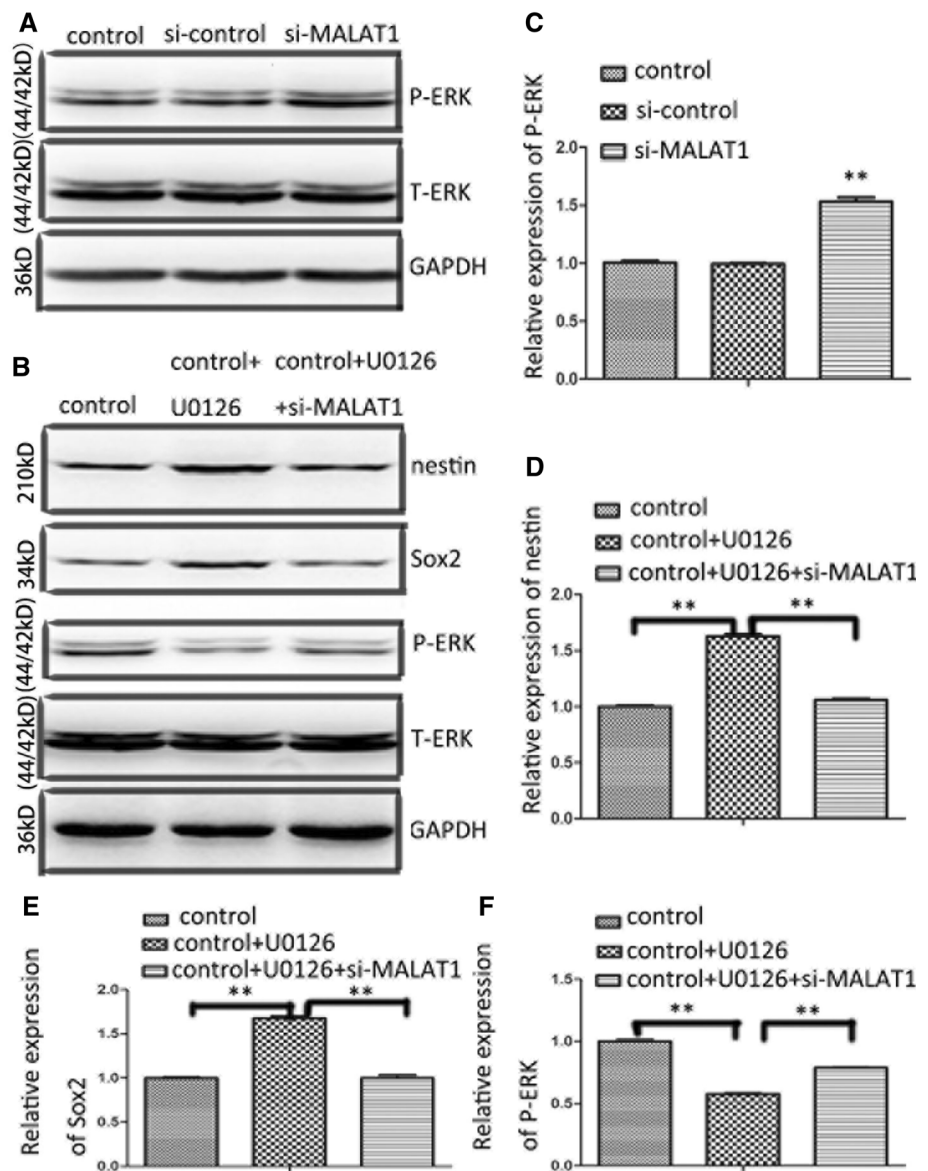 A
control si-control si-MALAT1
(44/42kD) P-ERK
(44/42kD) T-ERK
36kD GAPDH
B
control+ control+U0126
control U0126 +si-MALAT1
210kD nestin
34kD Sox2
(44/42kD) P-ERK
(44/42kD) T-ERK
36kD GAPDH
C
control
si-control
si-MALAT1
Relative expression of P-ERK
2.0
**
1.5
1.0
0.5
0.0
D
control
control+U0126
control+U0126+si-MALAT1
Relative expression of nestin
2.0
** **
1.5
1.0
0.5
0.0
E
control
control+U0126
control+U0126+si-MALAT1
Relative expression
of Sox2
2.0
** **
1.5
1.0
0.5
0.0
F
control
control+U0126
control+U0126+si-MALAT1
Relative expression
of P-ERK
1.5
** **
1.0
0.5
0.0